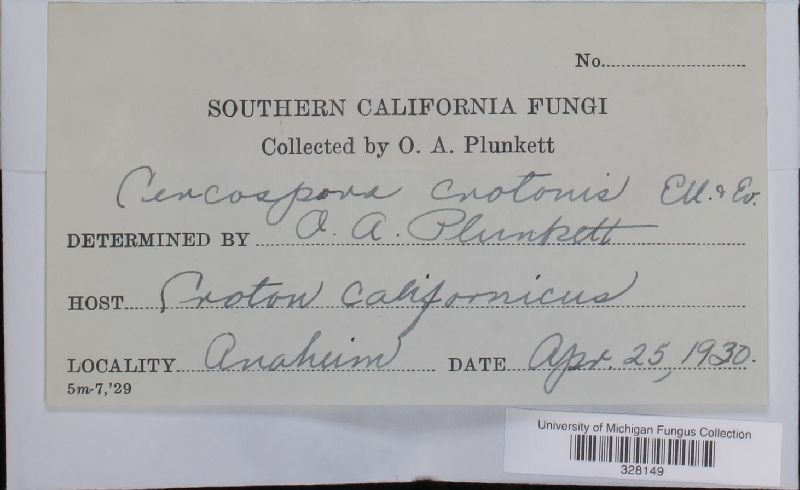 No.
SOUTHERN CALIFORNIA FUNGI
Collected by O. A. Plunkett
Cercospora crotonis Ell. & Ev.
DETERMINED BY O. A. Plunkett
HOST Croton californicus
LOCALITY Anaheim DATE Apr. 25, 1930.
5m-7,'29
University of Michigan Fungus Collection
328149